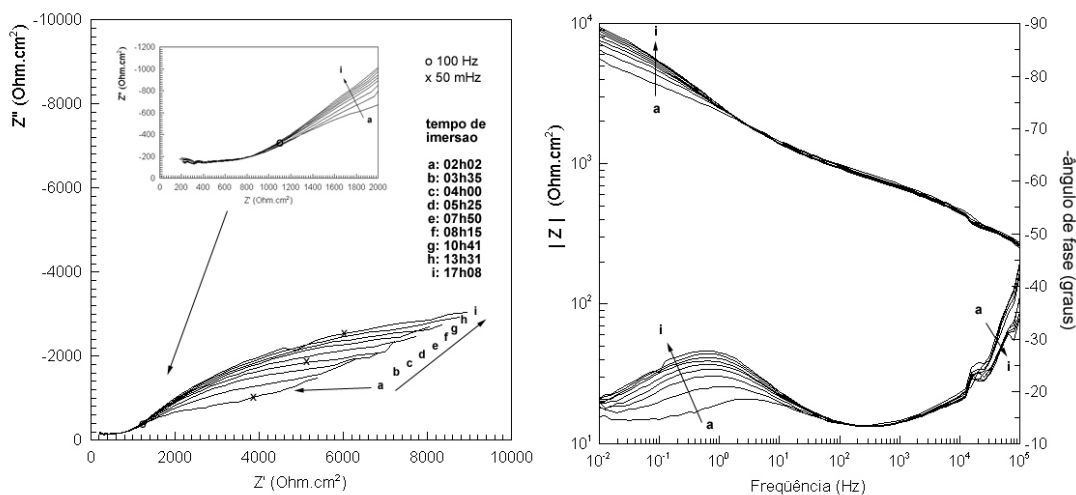 -10000
-8000
-6000
-4000
-2000
0
Z" (Ohm.cm²)
0
2000
4000
6000
8000
10000
Z' (Ohm.cm²)
-1200
-1000
-800
-600
-400
-200
0
Z" (Ohm.cm²)
0
200
400
600
800
1000
1200
1400
1600
1800
2000
Z' (Ohm.cm²)
i
a
o 100 Hz
x 50 mHz
tempo de
imersao
a: 02h02
b: 03h35
c: 04h00
d: 05h25
e: 07h50
f: 08h15
g: 10h41
h: 13h31
i: 17h08
i
h
g
f
e
d
c
b
a
10⁴
10³
10²
10¹
| Z | (Ohm.cm²)
i
a
i
a
a
i
-90
-80
-70
-60
-50
-40
-30
-20
-10
-ângulo de fase (graus)
10⁻²
10⁻¹
10⁰
10¹
10²
10³
10⁴
10⁵
Freqüência (Hz)